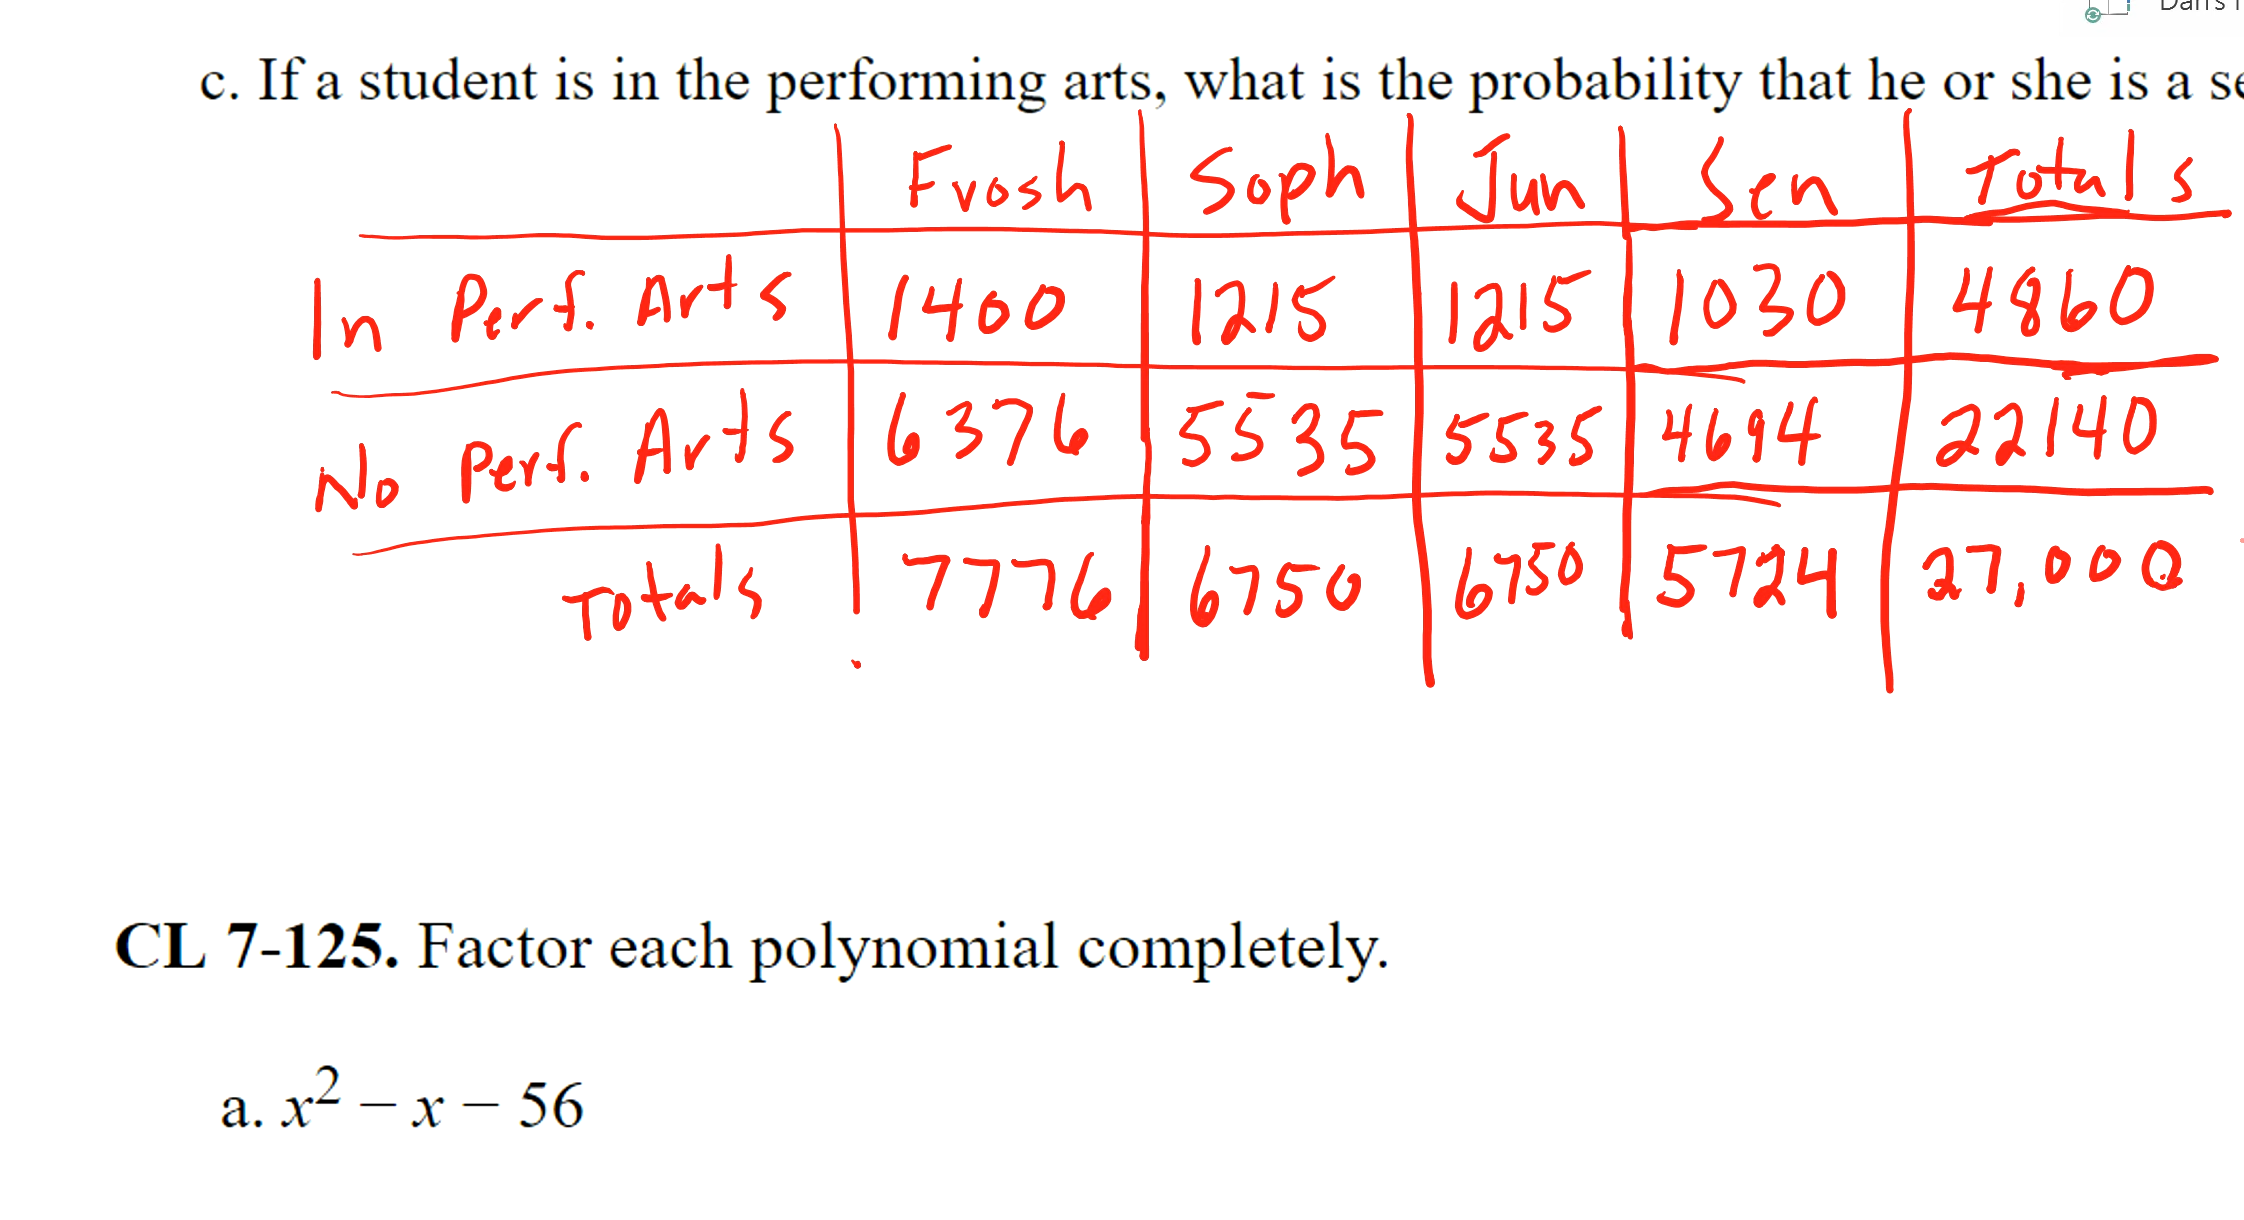 c. If a student is in the performing arts, what is the probability that he or she is a
Frosh Soph Jun Sen Totals
In Perf. Arts 1400 1215 1215 1030 4860
No Perf. Arts 6376 5535 5535 4694 22140
Totals 7776 6750 6750 5724 27,000
CL 7-125. Factor each polynomial completely.
a. x² – x – 56